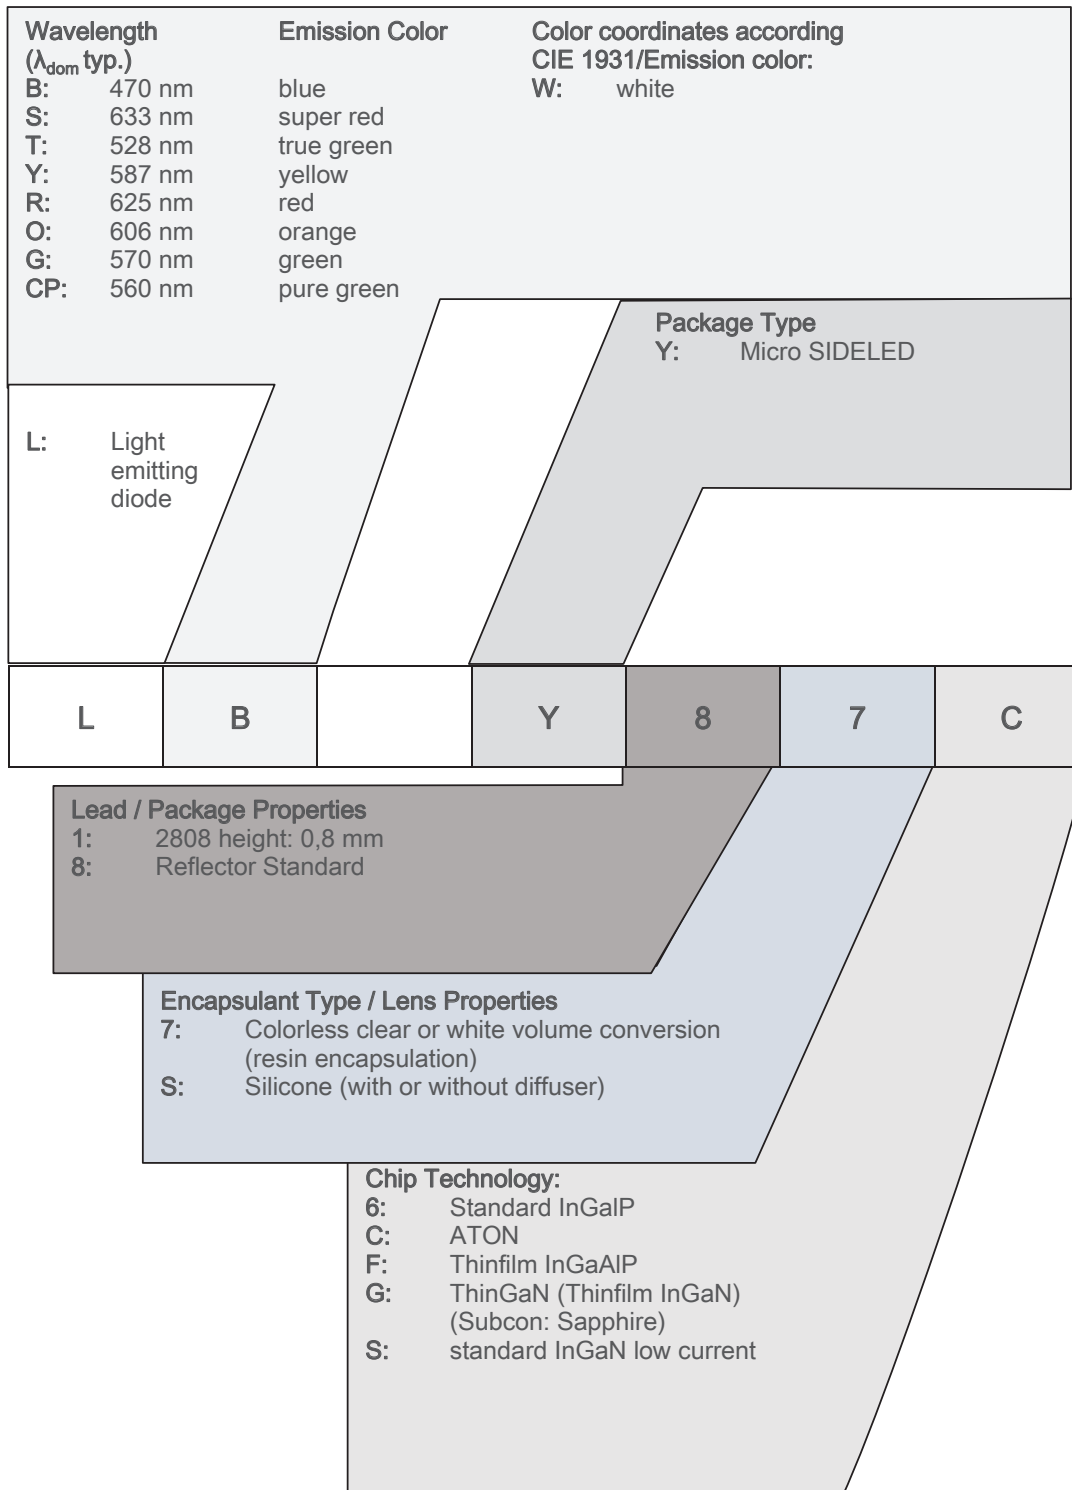 Wavelength Emission Color Color coordinates according
(λdom typ.) CIE 1931/Emission color:
B: 470 nm blue W: white
S: 633 nm super red
T: 528 nm true green
Y: 587 nm yellow
R: 625 nm red
O: 606 nm orange
G: 570 nm green
CP: 560 nm pure green
Package Type
Y: Micro SIDELED
L: Light
emitting
diode
L B Y 8 7 C
Lead / Package Properties
1: 2808 height: 0,8 mm
8: Reflector Standard
Encapsulant Type / Lens Properties
7: Colorless clear or white volume conversion
(resin encapsulation)
S: Silicone (with or without diffuser)
Chip Technology:
6: Standard InGalP
C: ATON
F: Thinfilm InGaAlP
G: ThinGaN (Thinfilm InGaN)
(Subcon: Sapphire)
S: standard InGaN low current